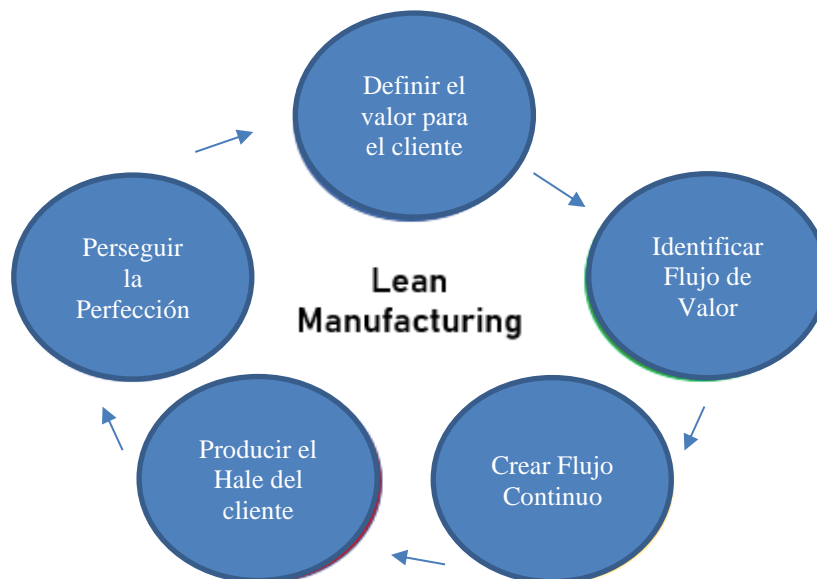 Definir el
valor para
el cliente
Identificar
Flujo de
Valor
Crear Flujo
Continuo
Producir el
Hale del
cliente
Perseguir
la
Perfección
Lean
Manufacturing